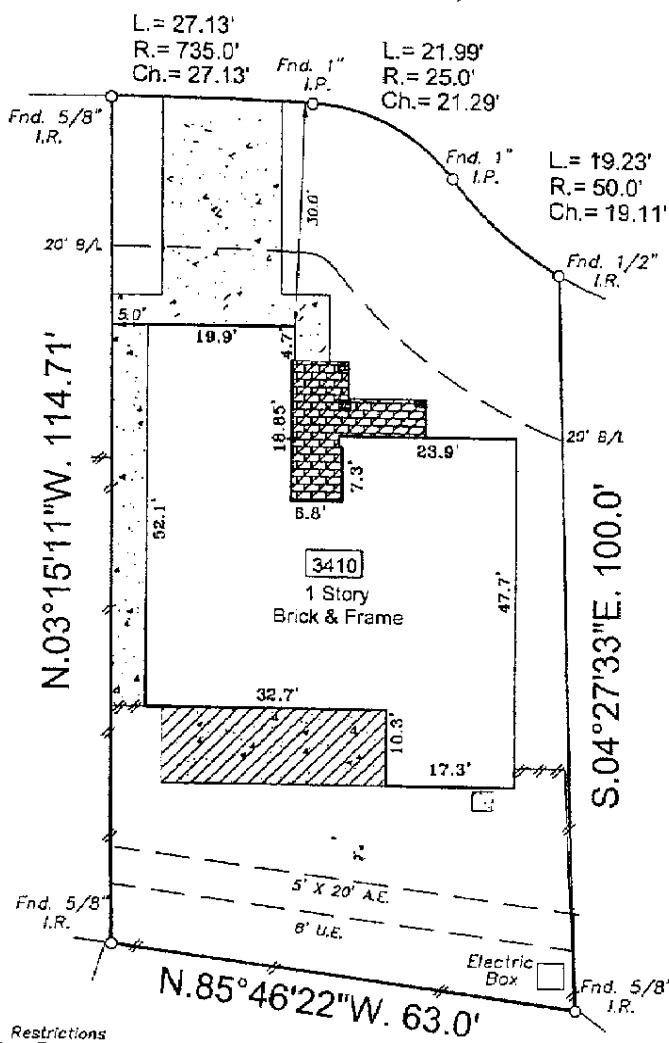 L.= 27.13'
R.= 735.0'
Ch.= 27.13'
Fnd. 1"
I.P.
L.= 21.99'
R.= 25.0'
Ch.= 21.29'
Fnd. 5/8"
I.R.
Fnd. 1"
I.P.
L.= 19.23'
R.= 50.0'
Ch.= 19.11'
30.0'
20' B/L
Fnd. 1/2"
I.R.
5.0'
19.9'
4.7'
N.03°15'11"W. 114.71'
18.85'
23.9'
20' B/L
7.3'
6.8'
52.1'
3410
1 Story
Brick & Frame
47.7'
S.04°27'33"E. 100.0'
32.7'
10.3'
17.3'
5' X 20' A.E.
Fnd. 5/8"
I.R.
Electric
Box
N.85°46'22"W. 63.0'
Fnd. 5/8"
I.R.
Restrictions